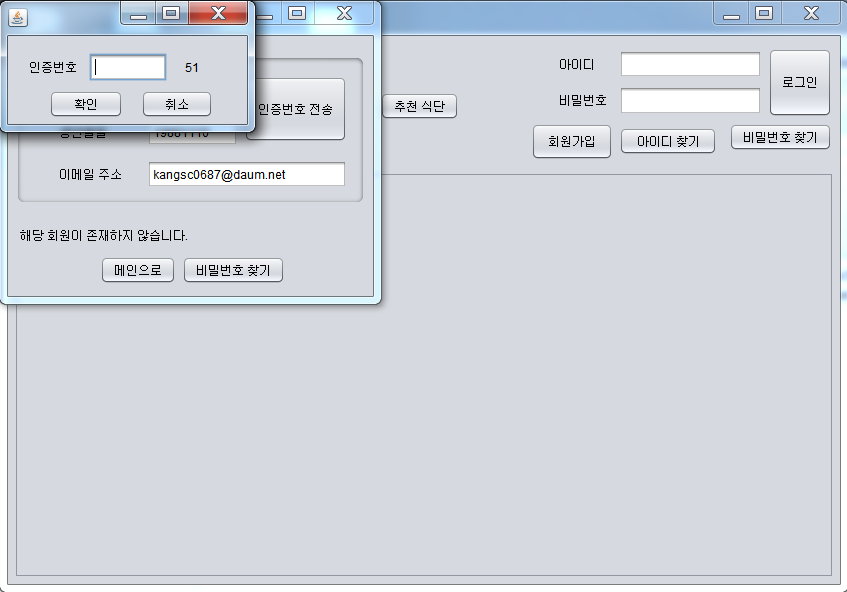 인증번호 51
확인 취소
인증번호 전송
이메일 주소 kangsc0687@daum.net
해당 회원이 존재하지 않습니다.
메인으로 비밀번호 찾기
추천 식단
아이디
비밀번호
로그인
회원가입 아이디 찾기 비밀번호 찾기